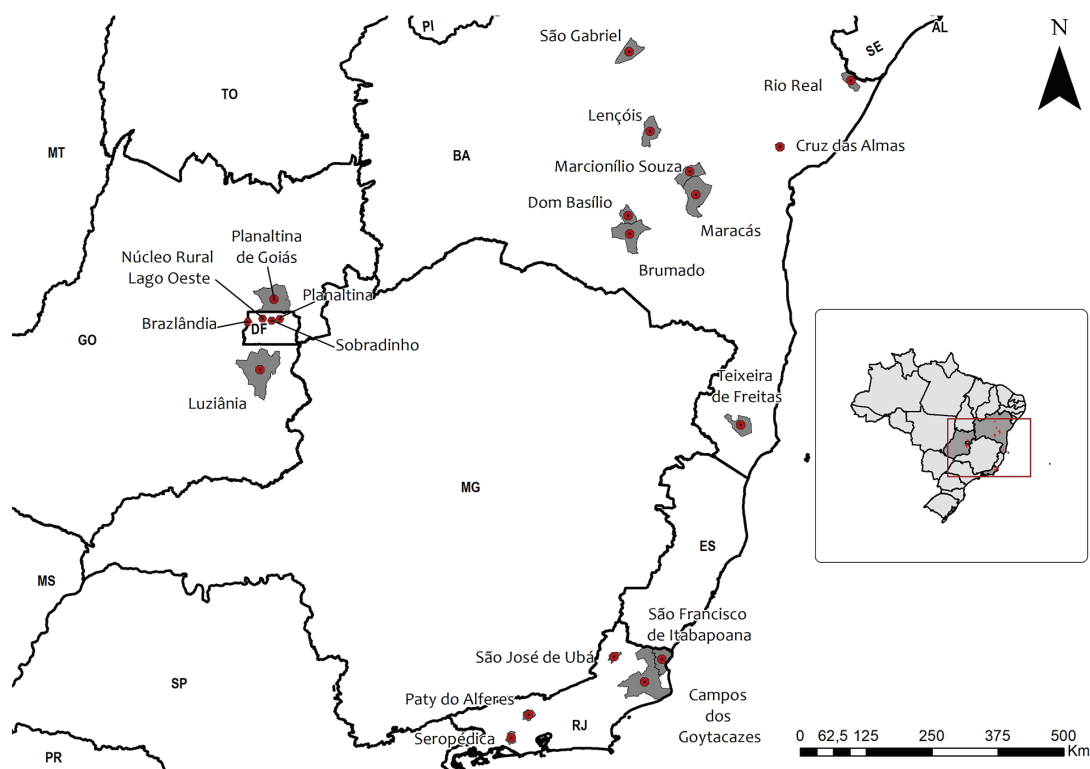 PI
São Gabriel
AL
SE
N
TO
Rio Real
Lençóis
MT
BA
Cruz das Almas
Marcionílio Souza
Dom Basílio
Maracás
Planaltina
de Goiás
Núcleo Rural
Lago Oeste
Brumado
Planaltina
Brazlândia
DF
GO
Sobradinho
Teixeira
de Freitas
Luziânia
MG
ES
MS
São Francisco
de Itabapoana
São José de Ubá
SP
Paty do Alferes
Campos
dos
Goytacazes
RJ
Seropédica
PR
0 62,5 125 250 375 500
Km